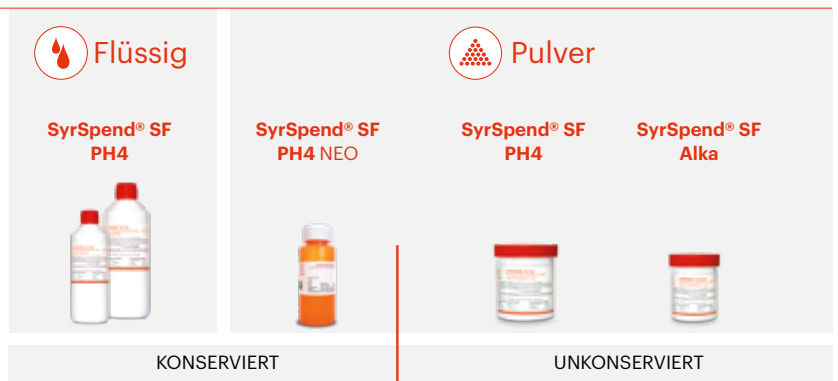 Flüssig
Pulver
SyrSpend® SF
PH4
SyrSpend® SF
PH4 NEO
SyrSpend® SF
PH4
SyrSpend® SF
Alka
KONSERVIERT
UNKONSERVIERT